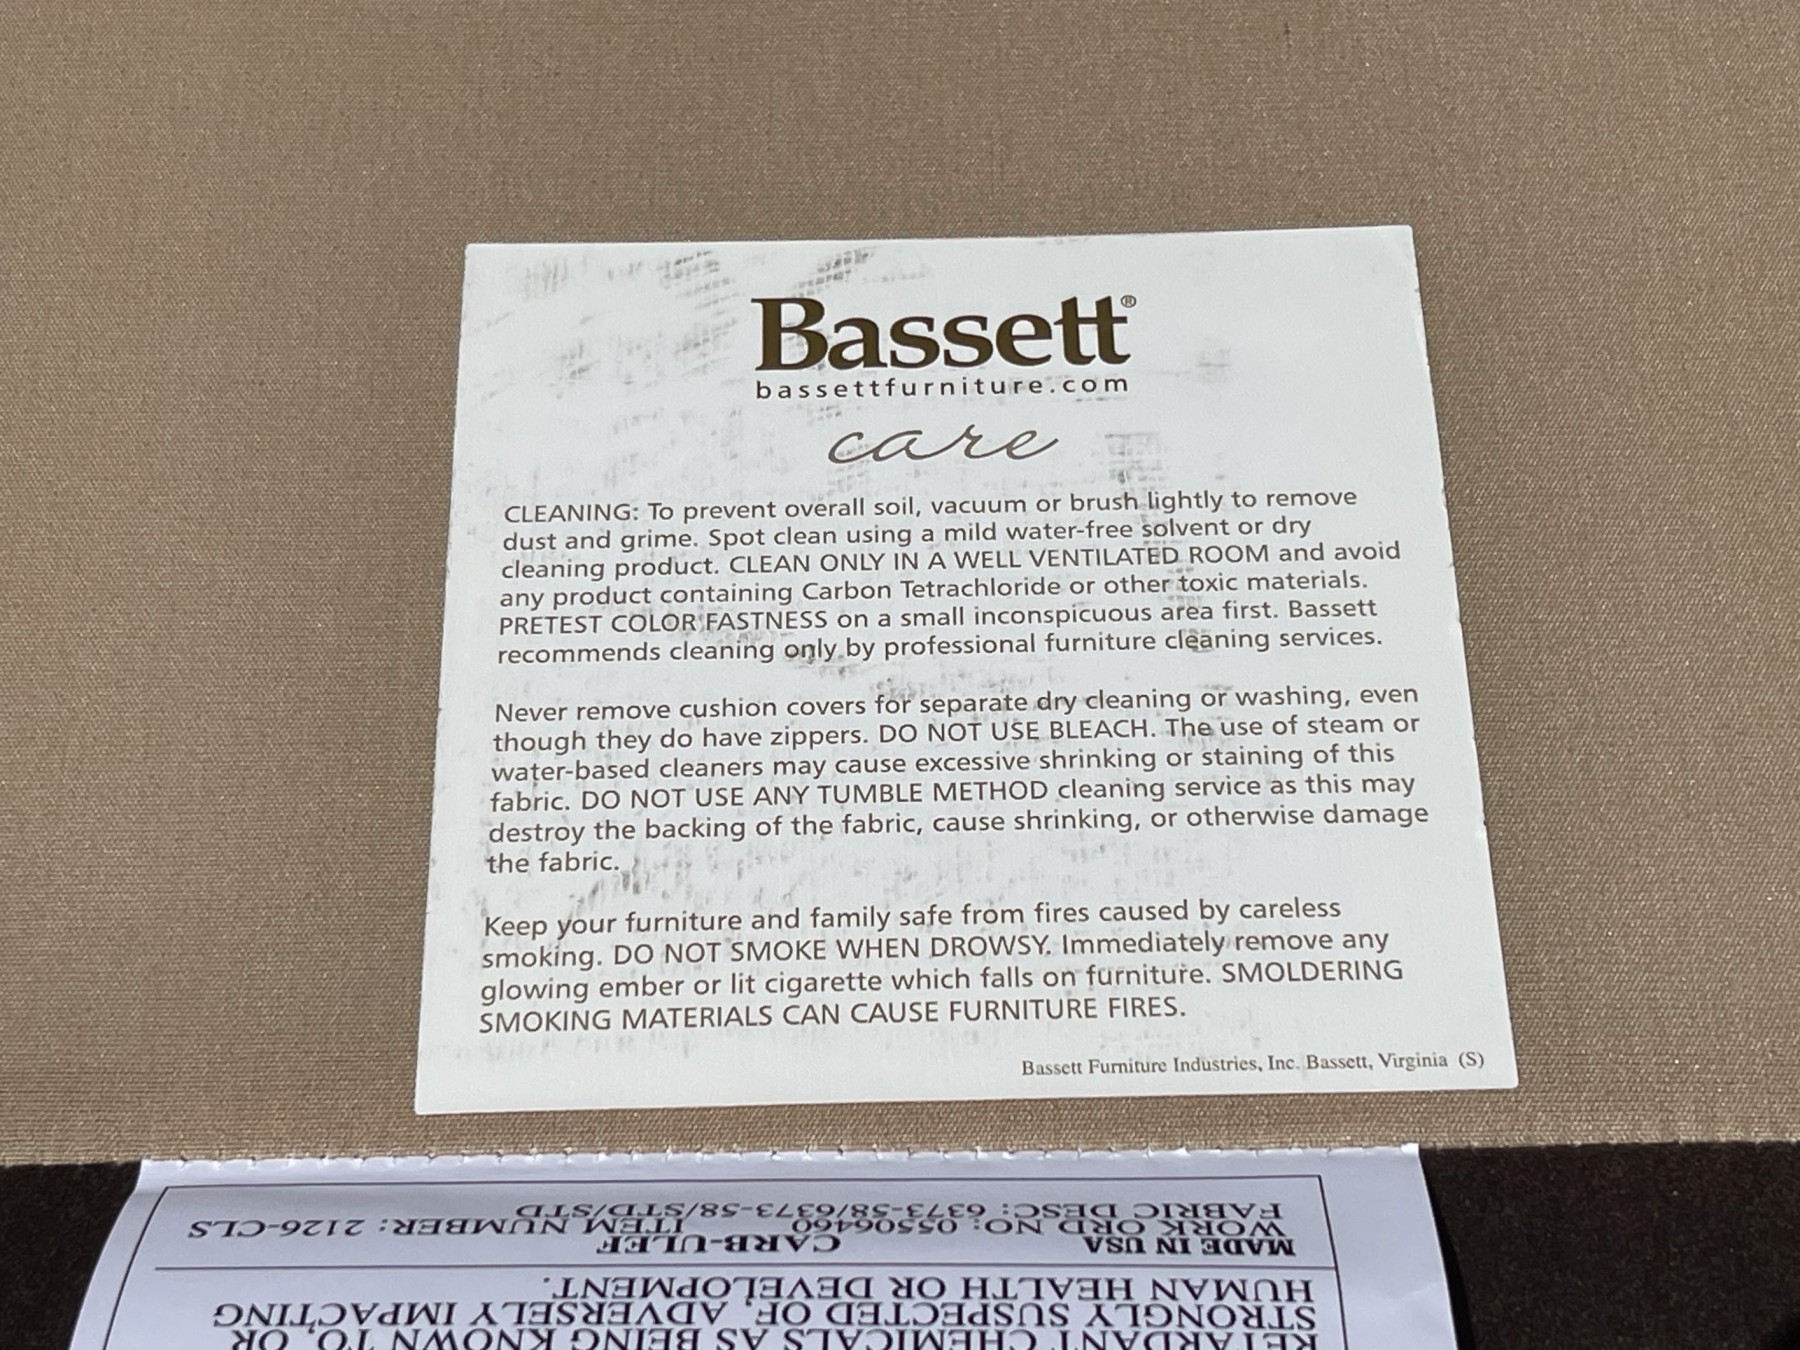 Bassett®
bassettfurniture.com
care
CLEANING: To prevent overall soil, vacuum or brush lightly to remove
dust and grime. Spot clean using a mild water-free solvent or dry
cleaning product. CLEAN ONLY IN A WELL VENTILATED ROOM and avoid
any product containing Carbon Tetrachloride or other toxic materials.
PRETEST COLOR FASTNESS on a small inconspicuous area first. Bassett
recommends cleaning only by professional furniture cleaning services.
Never remove cushion covers for separate dry cleaning or washing, even
though they do have zippers. DO NOT USE BLEACH. The use of steam or
water-based cleaners may cause excessive shrinking or staining of this
fabric. DO NOT USE ANY TUMBLE METHOD cleaning service as this may
destroy the backing of the fabric, cause shrinking, or otherwise damage
the fabric.
Keep your furniture and family safe from fires caused by careless
smoking. DO NOT SMOKE WHEN DROWSY. Immediately remove any
glowing ember or lit cigarette which falls on furniture. SMOLDERING
SMOKING MATERIALS CAN CAUSE FURNITURE FIRES.
Bassett Furniture Industries, Inc. Bassett, Virginia (S)
RETARDANT CHEMICALS AS BEING KNOWN TO, OR
STRONGLY SUSPECTED OF, ADVERSELY IMPACTING
HUMAN HEALTH OR DEVELOPMENT.
MADE IN USA CARB-ULEF
WORK ORD NO: 05506460 ITEM NUMBER: 2126-CLS
FABRIC DESC: 6373-58/6373-58/STD/STD